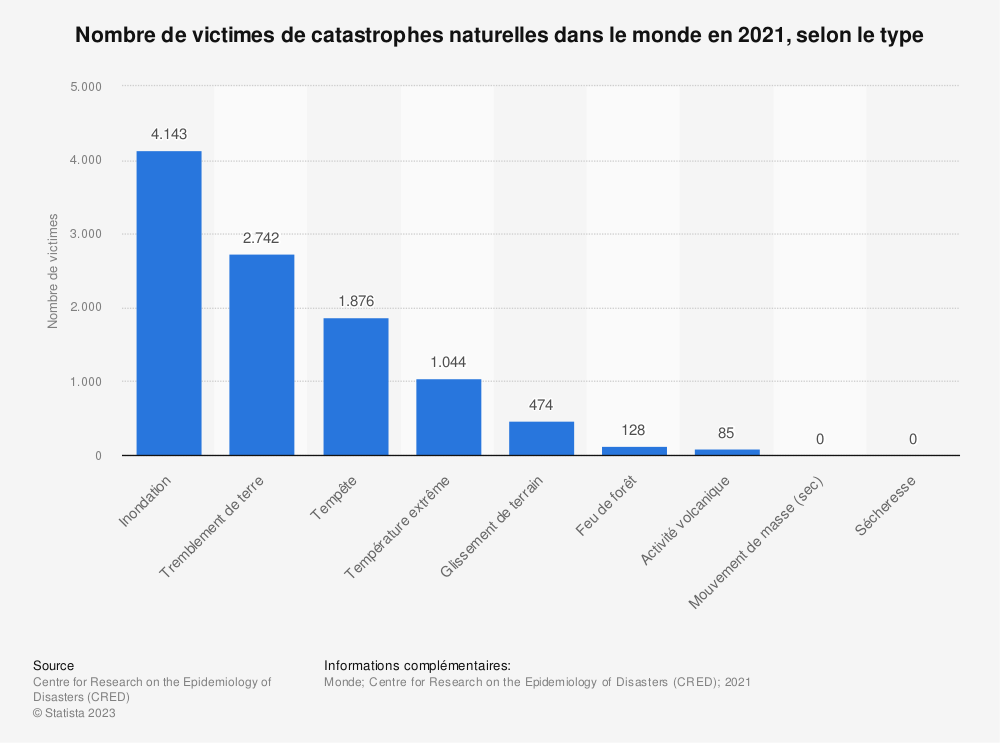 Nombre de victimes de catastrophes naturelles dans le monde en 2021, selon le type
Nombre de victimes
5.000
4.000
3.000
2.000
1.000
0
4.143
2.742
1.876
1.044
474
128
85
0
0
Inondation
Tremblement de terre
Tempête
Température extrême
Glissement de terrain
Feu de forêt
Activité volcanique
Mouvement de masse (sec)
Sécheresse
Source
Centre for Research on the Epidemiology of
Disasters (CRED)
© Statista 2023
Informations complémentaires:
Monde; Centre for Research on the Epidemiology of Disasters (CRED); 2021